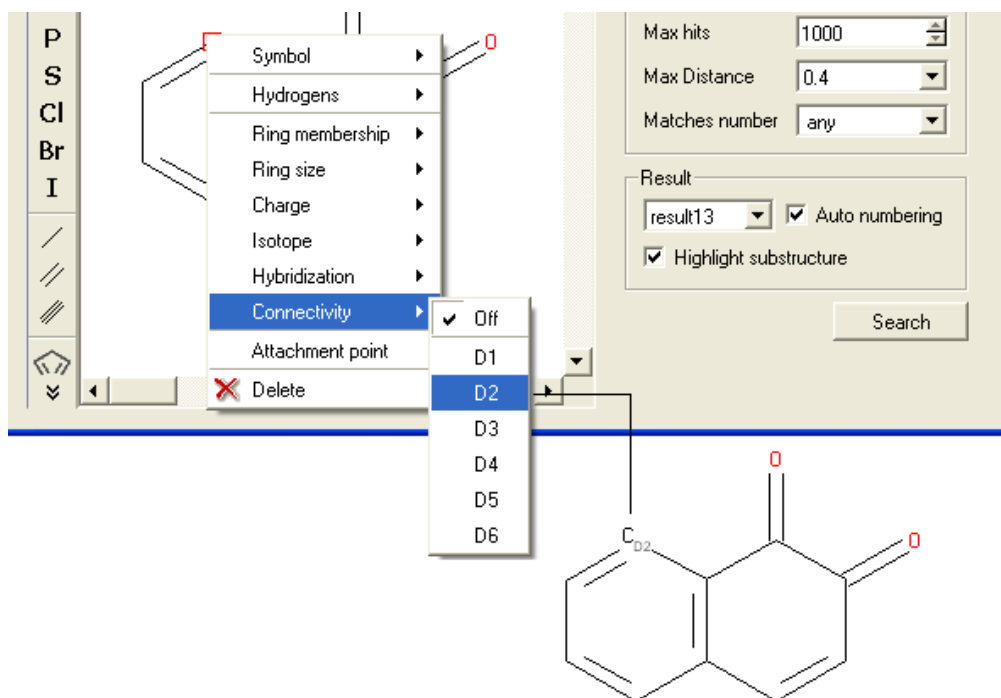 P
S
Cl
Br
I
O
Symbol
Hydrogens
Ring membership
Ring size
Charge
Isotope
Hybridization
Connectivity
Attachment point
Delete
Off
D1
D2
D3
D4
D5
D6
Max hits 1000
Max Distance 0.4
Matches number any
Result
result13 Auto numbering
Highlight substructure
Search
O
O
C D2